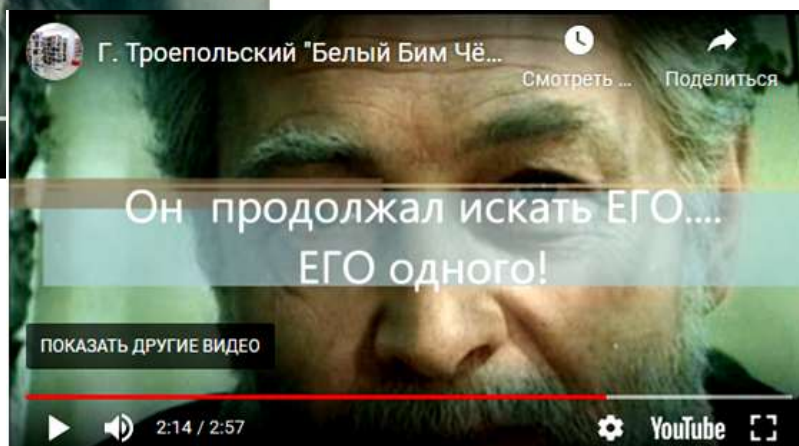 Г. Троепольский "Белый Бим Чё...
Смотреть ...
Поделиться
Он продолжал искать ЕГО....
ЕГО одного!
ПОКАЗАТЬ ДРУГИЕ ВИДЕО
2:14 / 2:57
YouTube